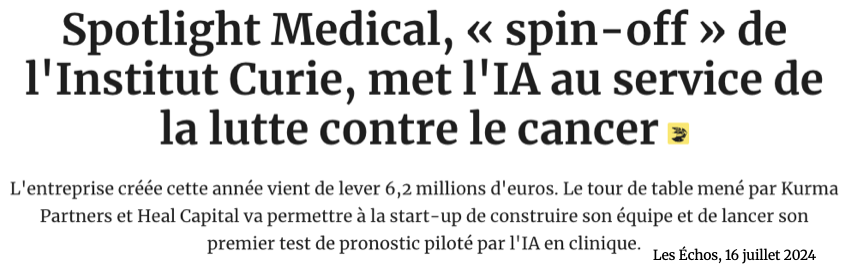 Spotlight Medical, « spin-off » de
l'Institut Curie, met l'IA au service de
la lutte contre le cancer
L'entreprise créée cette année vient de lever 6,2 millions d'euros. Le tour de table mené par Kurma
Partners et Heal Capital va permettre à la start-up de construire son équipe et de lancer son
premier test de pronostic piloté par l'IA en clinique.
Les Échos, 16 juillet 2024